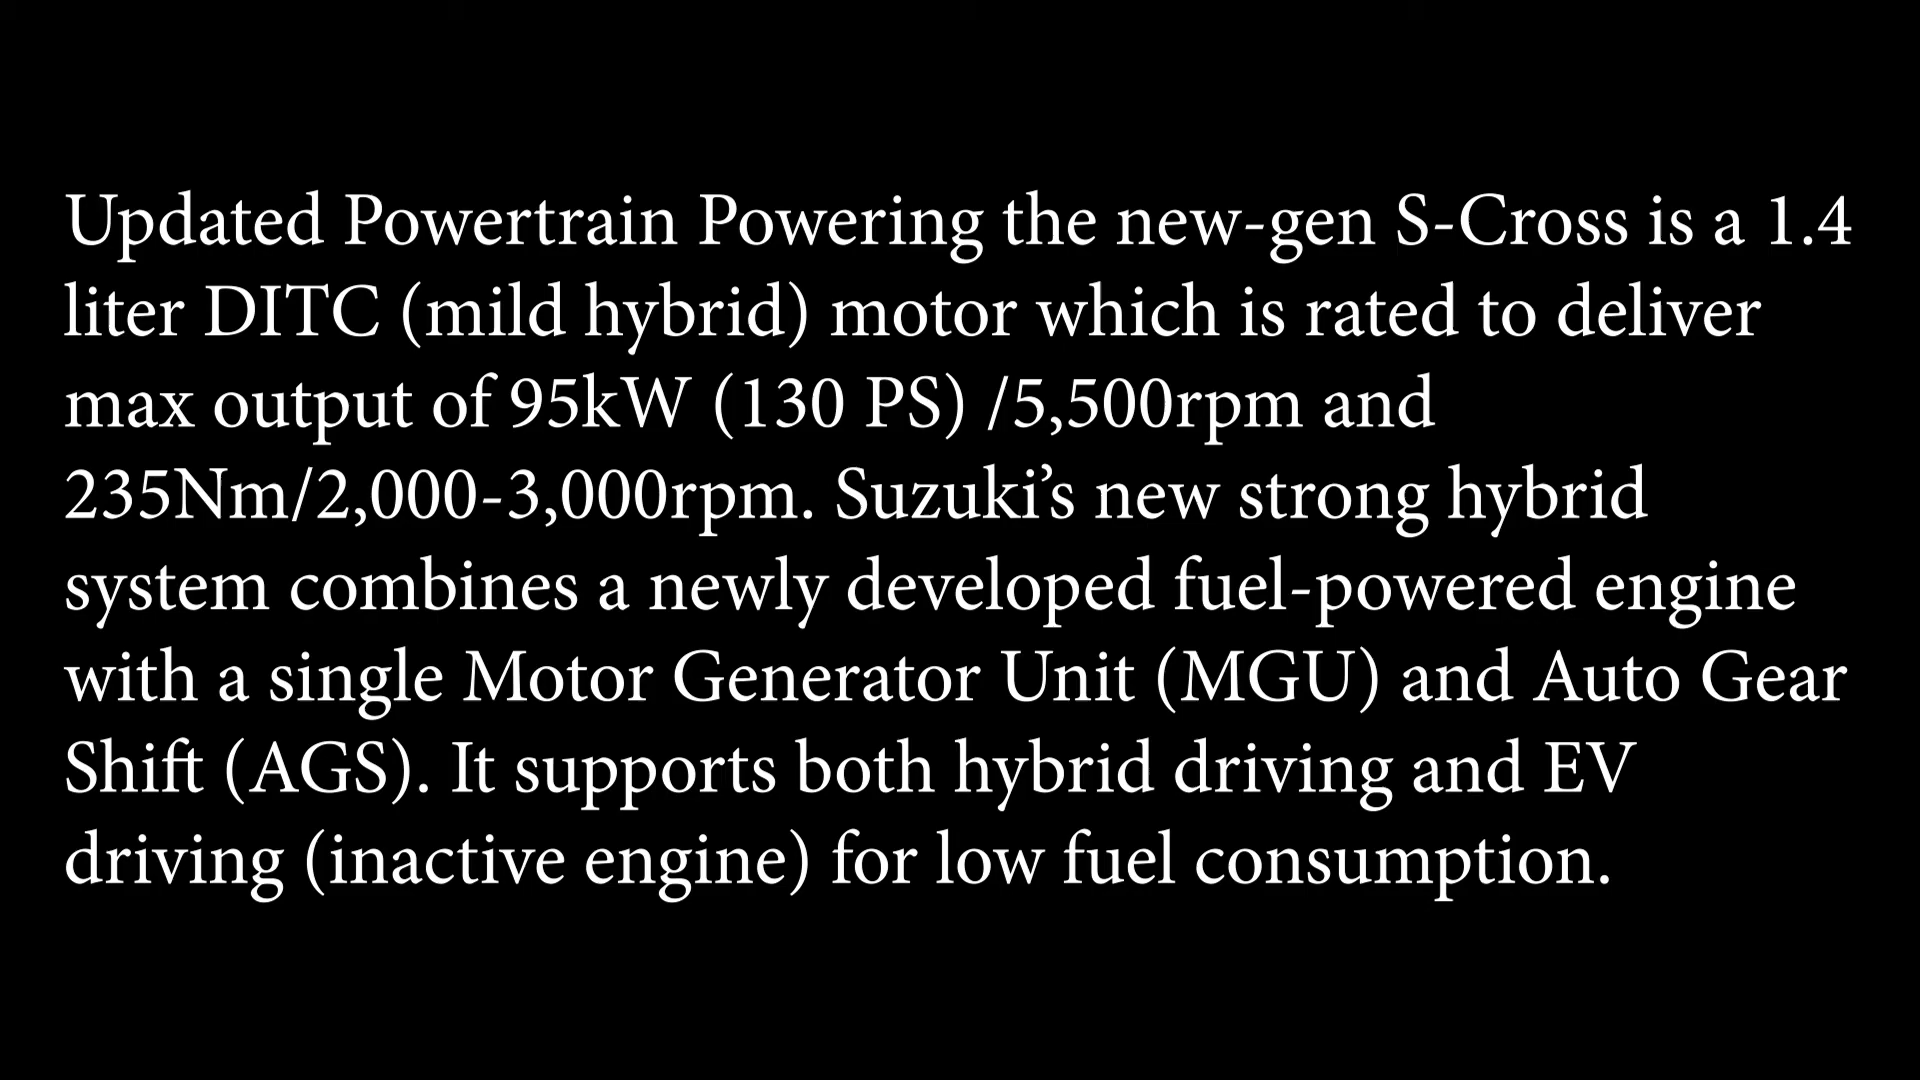 Updated Powertrain Powering the new-gen S-Cross is a 1.4
liter DITC (mild hybrid) motor which is rated to deliver
max output of 95kW (130 PS) /5,500rpm and
235Nm/2,000-3,000rpm. Suzuki’s new strong hybrid
system combines a newly developed fuel-powered engine
with a single Motor Generator Unit (MGU) and Auto Gear
Shift (AGS). It supports both hybrid driving and EV
driving (inactive engine) for low fuel consumption.